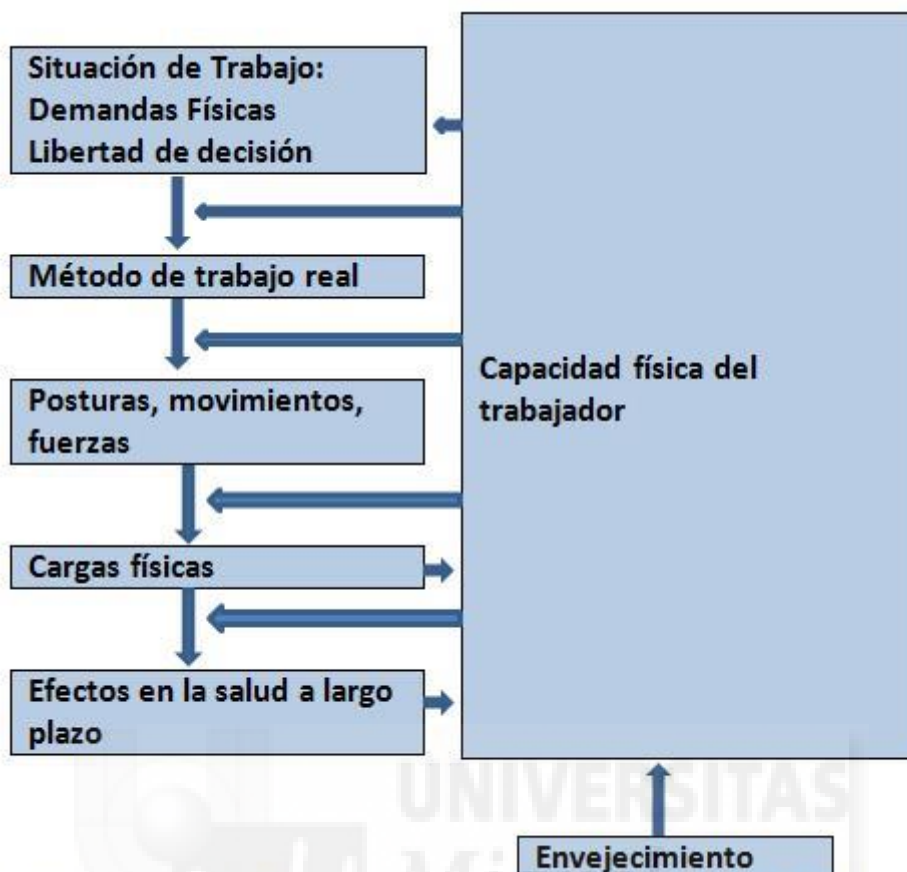 Situación de Trabajo:
Demandas Físicas
Libertad de decisión
Método de trabajo real
Posturas, movimientos,
fuerzas
Cargas físicas
Efectos en la salud a largo
plazo
Capacidad física del
trabajador
UNIVERSITAS
Envejecimiento